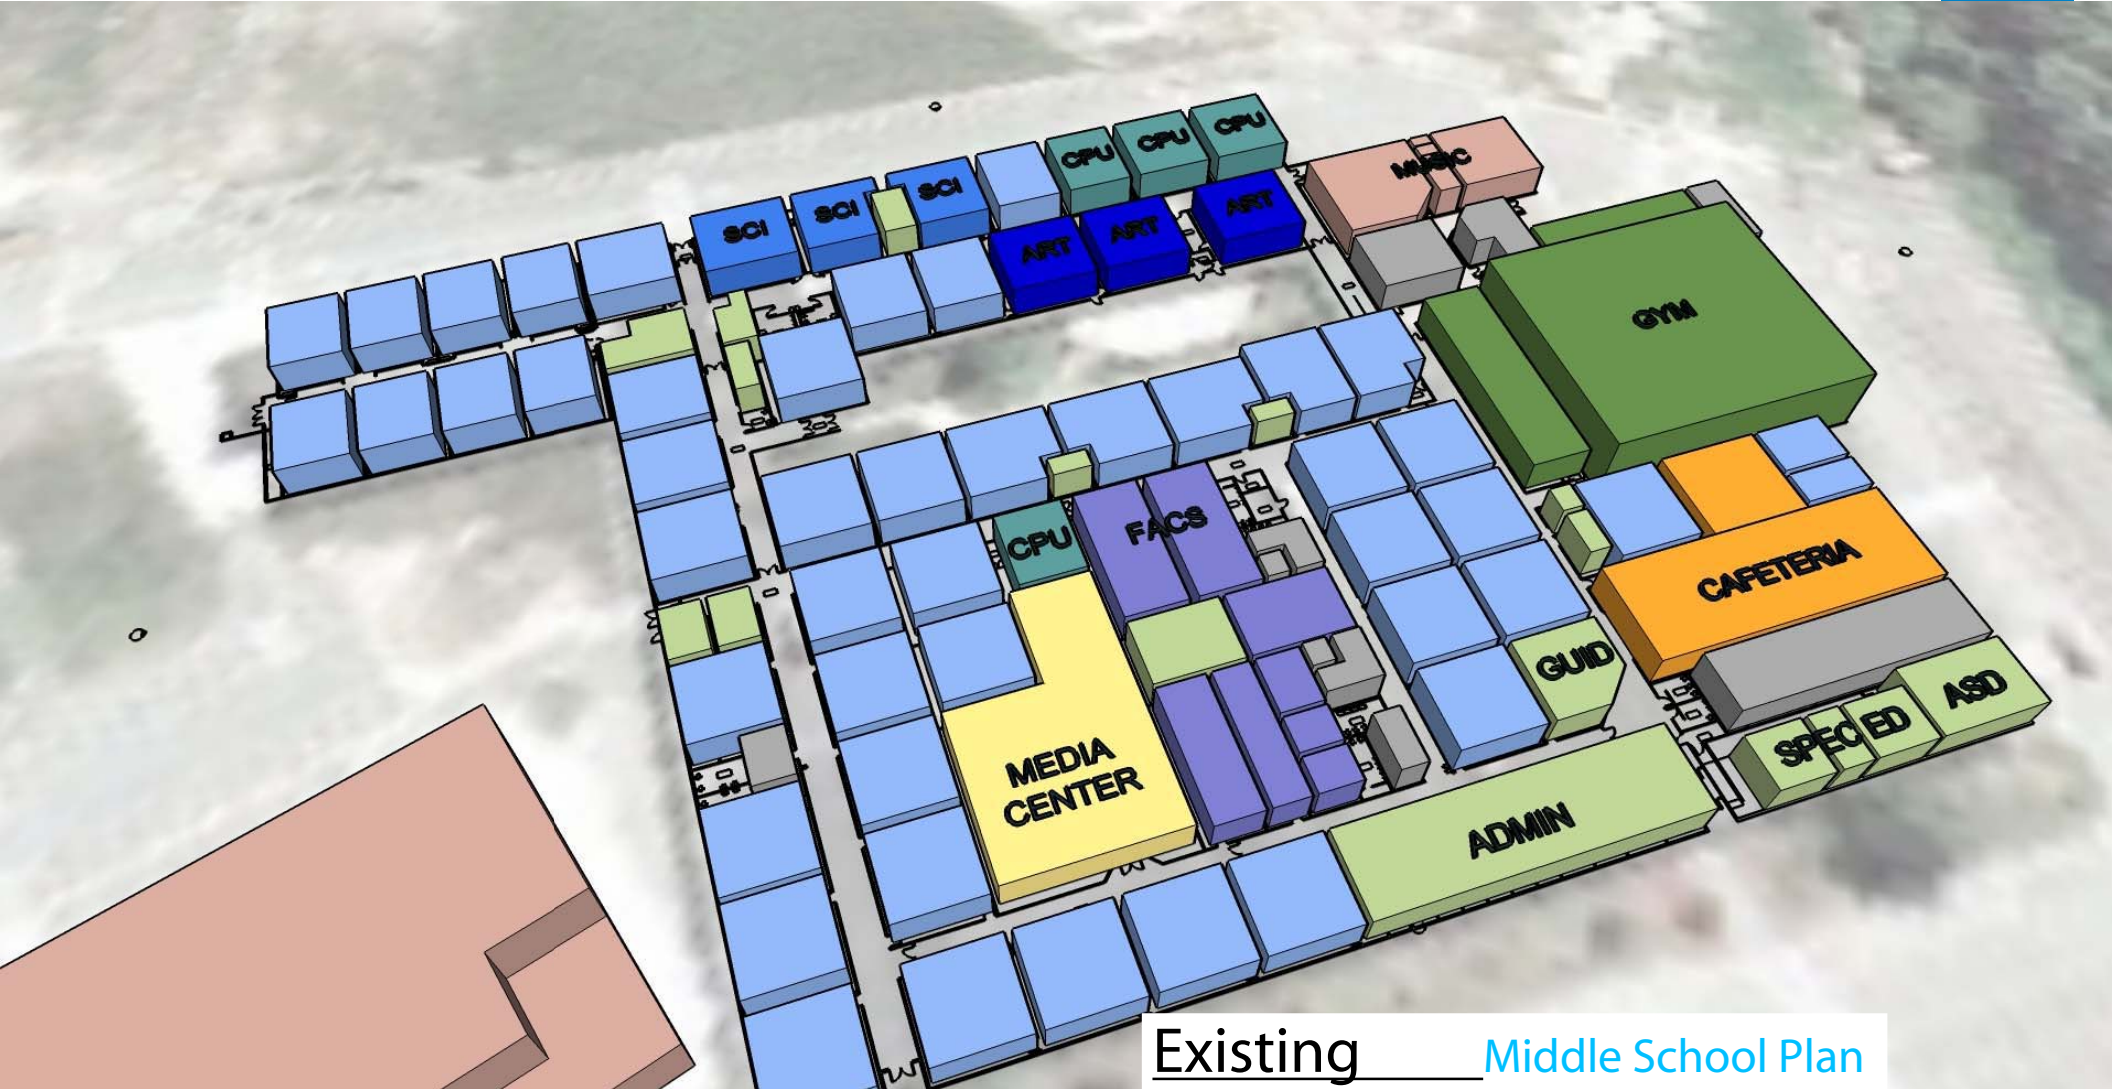 CPU
CPU
CPU
MUSIC
SCI
SCI
SCI
ART
ART
ART
GYM
CPU
FACS
CAFETERIA
GUID
ASD
SPEC ED
MEDIA
CENTER
ADMIN
Existing Middle School Plan